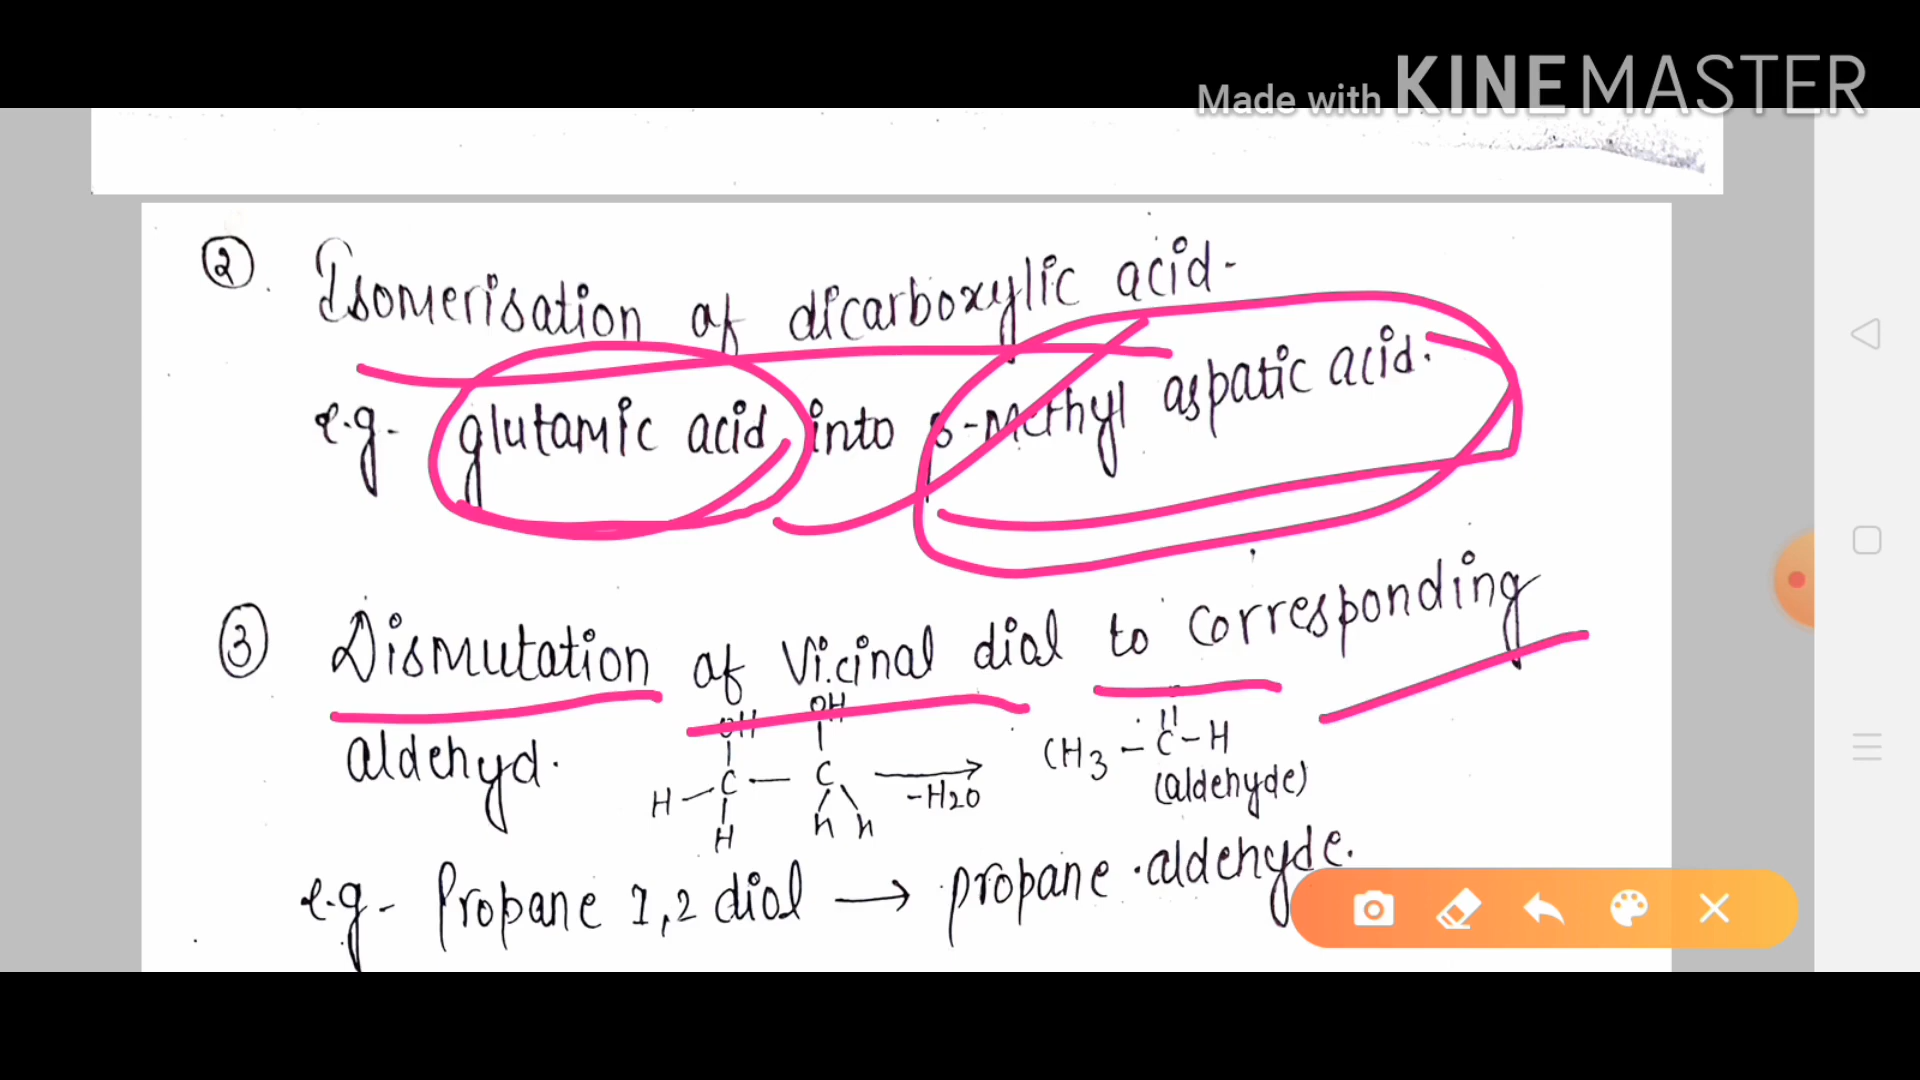 Made with KINEMASTER
② Isomerisation of dicarboxylic acid-
e.g- glutamic acid into β-Methyl aspatic acid.
③ Dismutation of Vicinal diol to corresponding
aldehyd.
OH OH
H-C-C → CH3-C-H
-H2O
H H H (aldehyde)
e.g- Propane 1,2 diol → propane aldehyde.